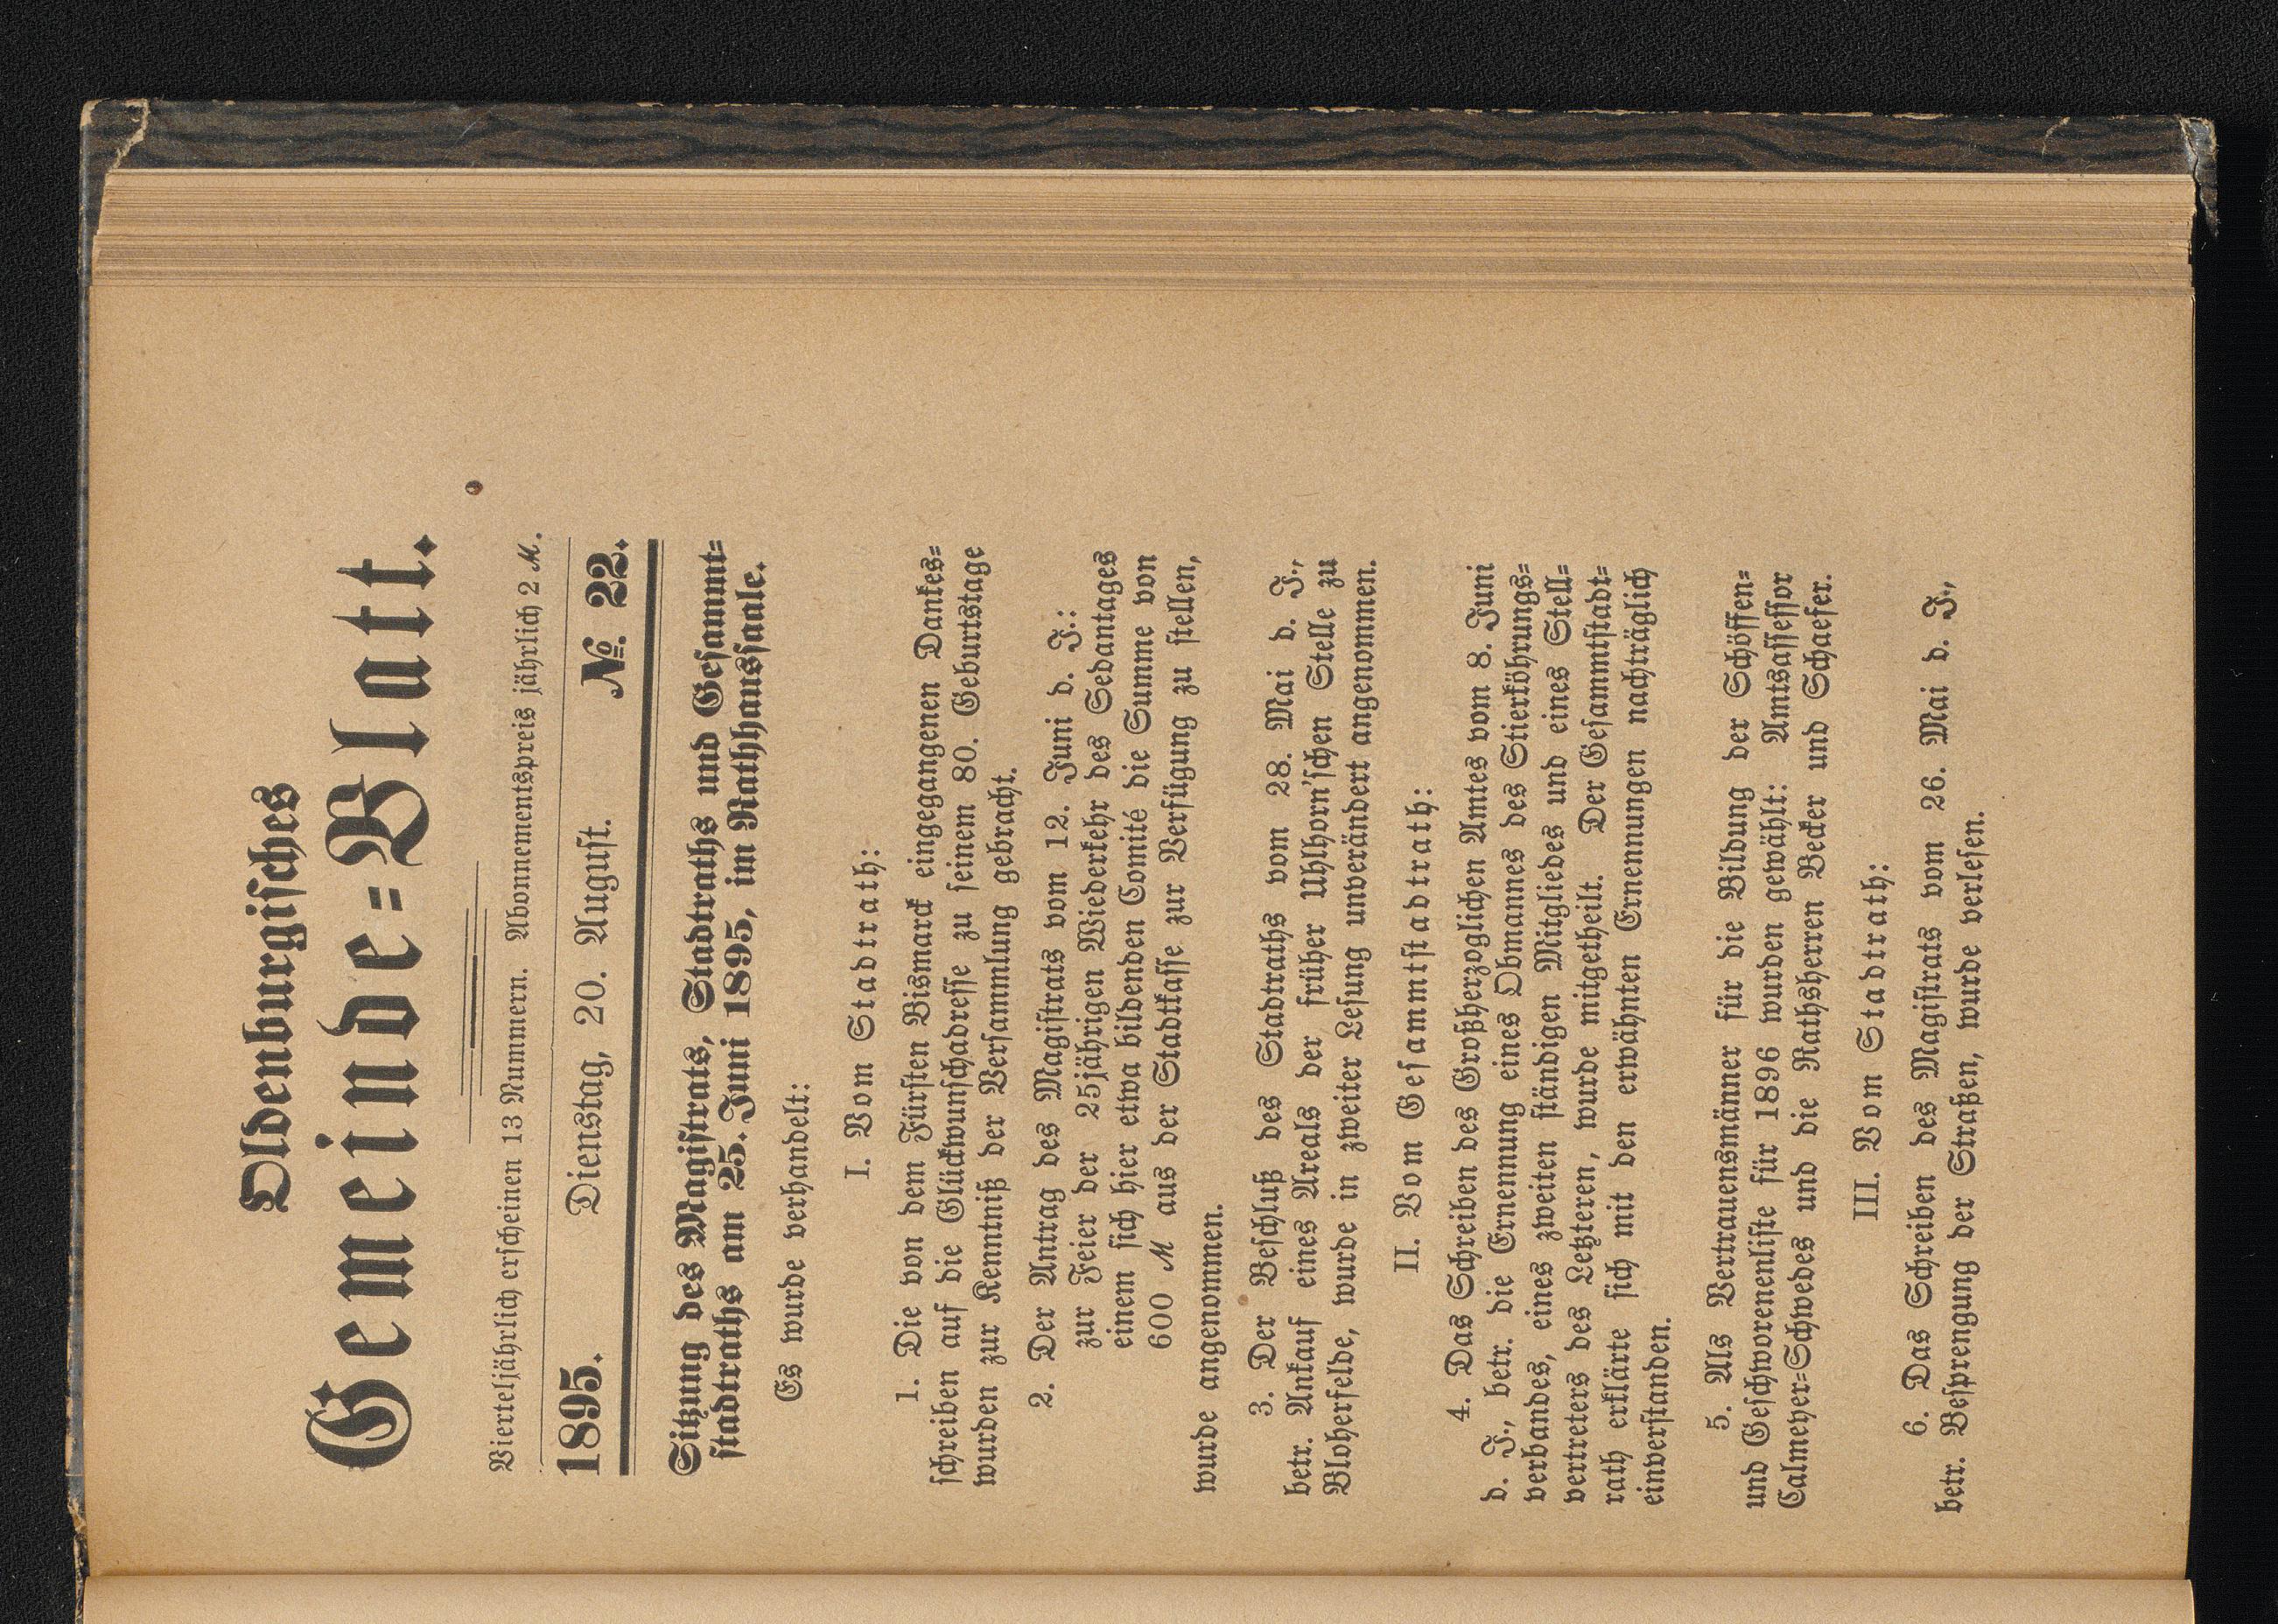 Oldenburgisches
Gemeinde=Blatt.
Vierteljährlich erscheinen 13 Nummern. Abonnementspreis jährlich 2 ℳ.
1895. Dienstag, 20. August. №. 22.
Sitzung des Magistrats, Stadtraths und Gesammt=
stadtraths am 25. Juni 1895, im Rathhaussaale.
Es wurde verhandelt:
I. Vom Stadtrath:
1. Die von dem Fürsten Bismarck eingegangenen Dankes=
schreiben auf die Glückwunschadresse zu seinem 80. Geburtstage
wurden zur Kenntniß der Versammlung gebracht.
2. Der Antrag des Magistrats vom 12. Juni d. J.:
zur Feier der 25jährigen Wiederkehr des Sedantages
einem sich hier etwa bildenden Comité die Summe von
600 ℳ aus der Stadtkasse zur Verfügung zu stellen,
wurde angenommen.
3. Der Beschluß des Stadtraths vom 28. Mai d. J.,
betr. Ankauf eines Areals der früher Uhlhorn'schen Stelle zu
Bloherfelde, wurde in zweiter Lesung unverändert angenommen.
II. Vom Gesammtstadtrath:
4. Das Schreiben des Großherzoglichen Amtes vom 8. Juni
d. J., betr. die Ernennung eines Obmannes des Stierköhrungs=
verbandes, eines zweiten ständigen Mitgliedes und eines Stell=
vertreters des Letzteren, wurde mitgetheilt. Der Gesammtstadt=
rath erklärte sich mit den erwähnten Ernennungen nachträglich
einverstanden.
5. Als Vertrauensmänner für die Bildung der Schöffen=
und Geschworenenliste für 1896 wurden gewählt: Amtsassessor
Calmeyer=Schwedes und die Rathsherren Becker und Schaefer.
III. Vom Stadtrath:
6. Das Schreiben des Magistrats vom 26. Mai d. J.,
betr. Besprengung der Straßen, wurde verlesen.